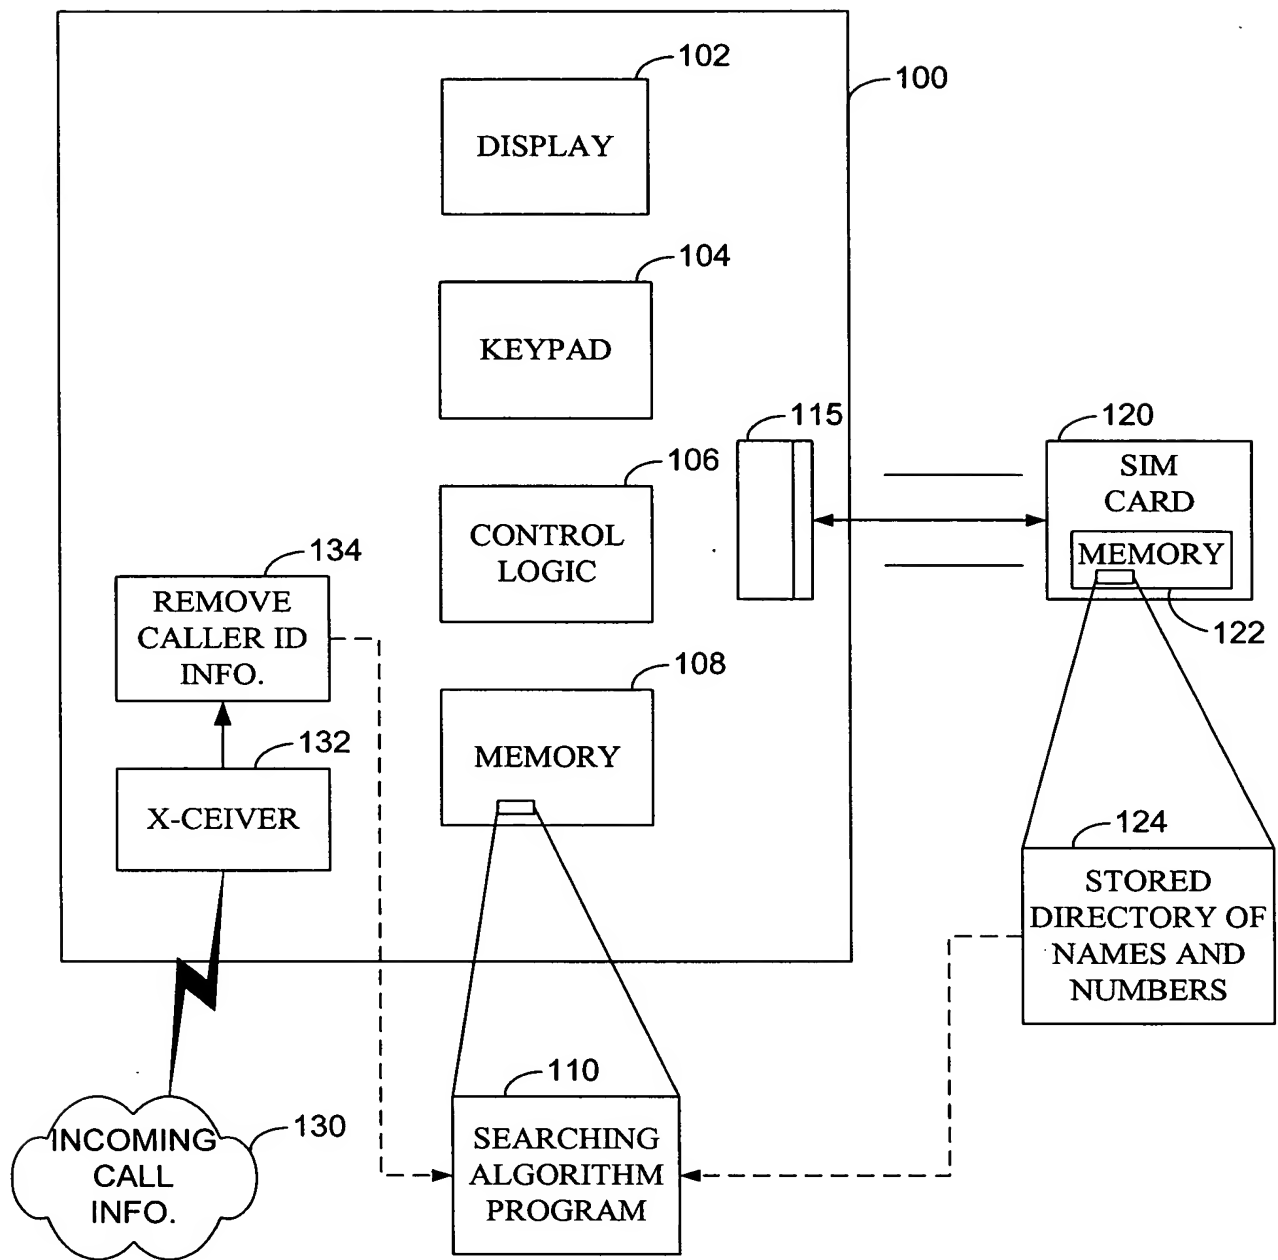 102
100
DISPLAY
104
KEYPAD
115
120
106
SIM
CARD
CONTROL
LOGIC
MEMORY
134
REMOVE
CALLER ID
INFO.
122
108
132
MEMORY
X-CEIVER
124
STORED
DIRECTORY OF
NAMES AND
NUMBERS
110
130
INCOMING
CALL
INFO.
SEARCHING
ALGORITHM
PROGRAM